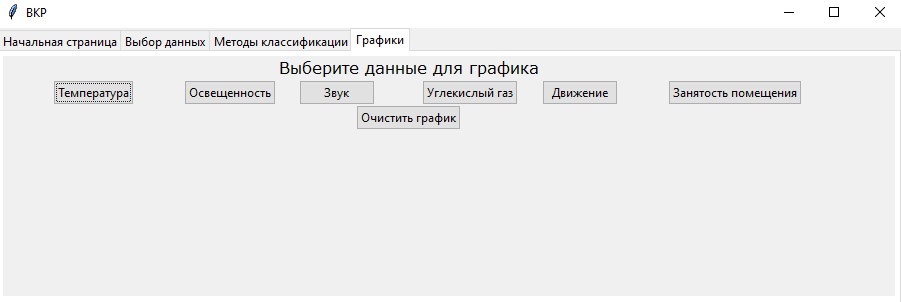 ВКР
Начальная страница Выбор данных Методы классификации Графики
Выберите данные для графика
Температура Освещенность Звук Углекислый газ Движение Занятость помещения
Очистить график